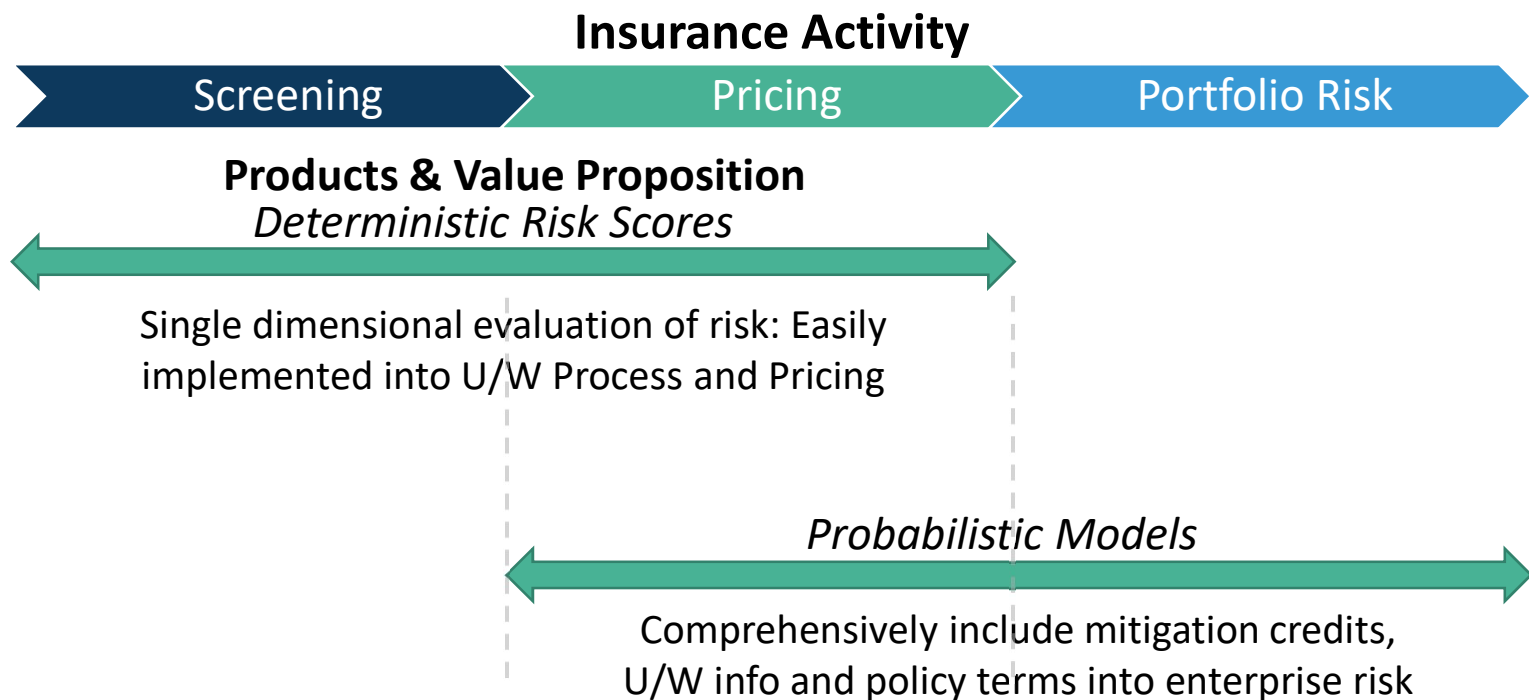 Insurance Activity
Screening
Pricing
Portfolio Risk
Products & Value Proposition
Deterministic Risk Scores
Single dimensional evaluation of risk: Easily
implemented into U/W Process and Pricing
Probabilistic Models
Comprehensively include mitigation credits,
U/W info and policy terms into enterprise risk